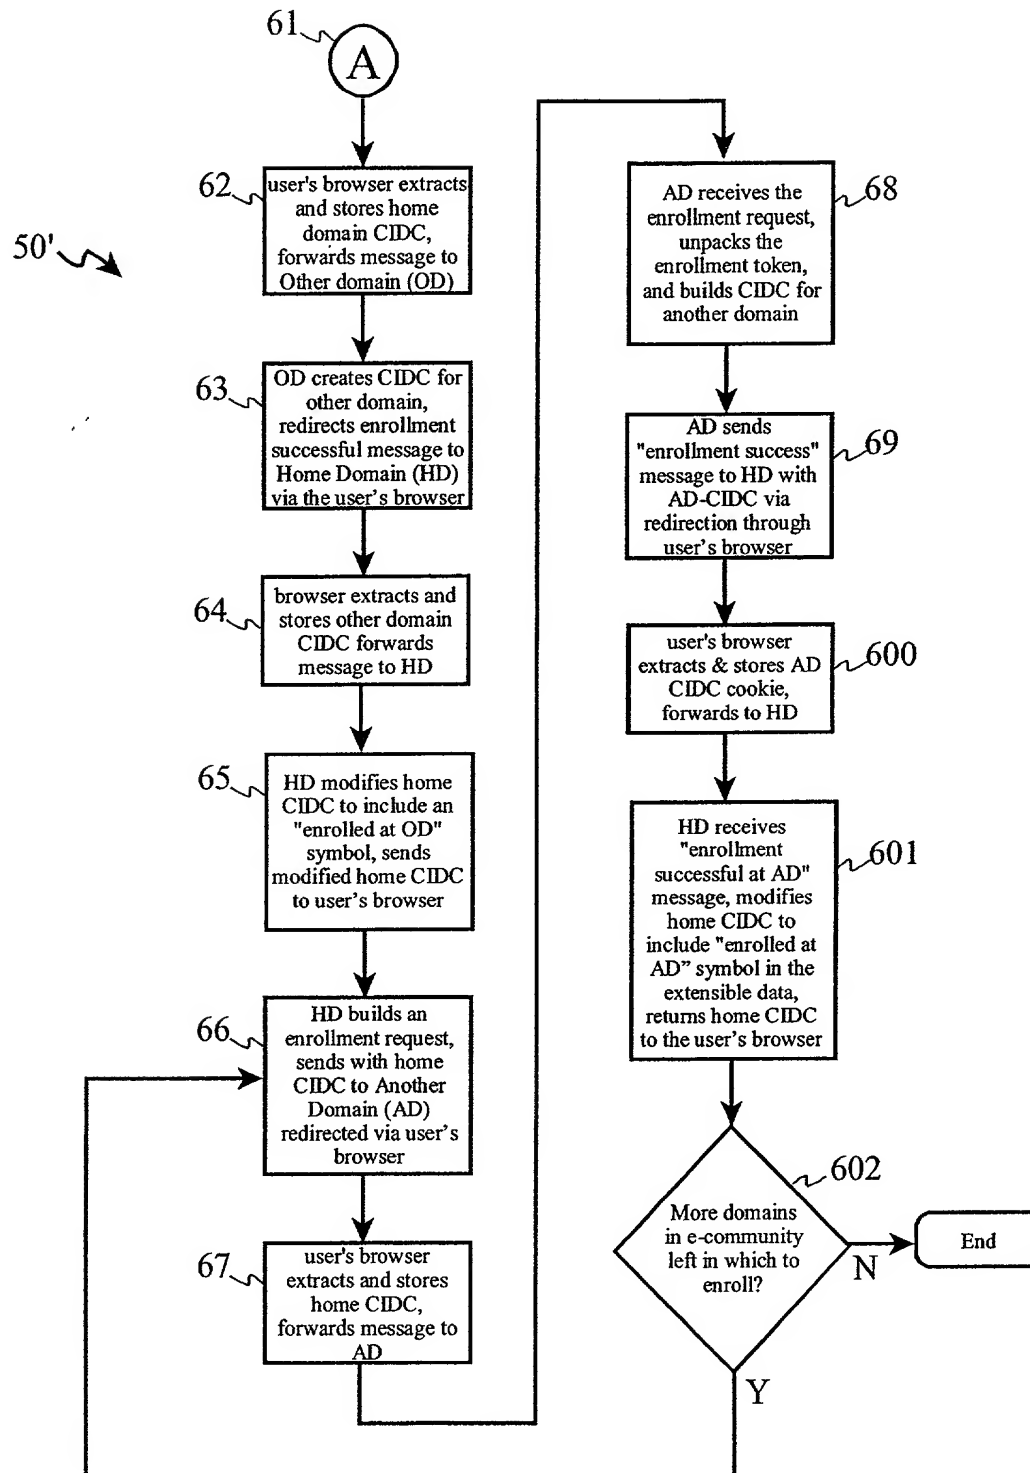 61
A
62
user's browser extracts
and stores home
domain CIDC,
forwards message to
Other domain (OD)
50'
63
OD creates CIDC for
other domain,
redirects enrollment
successful message to
Home Domain (HD)
via the user's browser
64
browser extracts and
stores other domain
CIDC forwards
message to HD
65
HD modifies home
CIDC to include an
"enrolled at OD"
symbol, sends
modified home CIDC
to user's browser
66
HD builds an
enrollment request,
sends with home
CIDC to Another
Domain (AD)
redirected via user's
browser
67
user's browser
extracts and stores
home CIDC,
forwards message to
AD
68
AD receives the
enrollment request,
unpacks the
enrollment token,
and builds CIDC for
another domain
69
AD sends
"enrollment success"
message to HD with
AD-CIDC via
redirection through
user's browser
600
user's browser
extracts & stores AD
CIDC cookie,
forwards to HD
601
HD receives
"enrollment
successful at AD"
message, modifies
home CIDC to
include "enrolled at
AD" symbol in the
extensible data,
returns home CIDC
to the user's browser
602
More domains
in e-community
left in which to
enroll?
N
End
Y